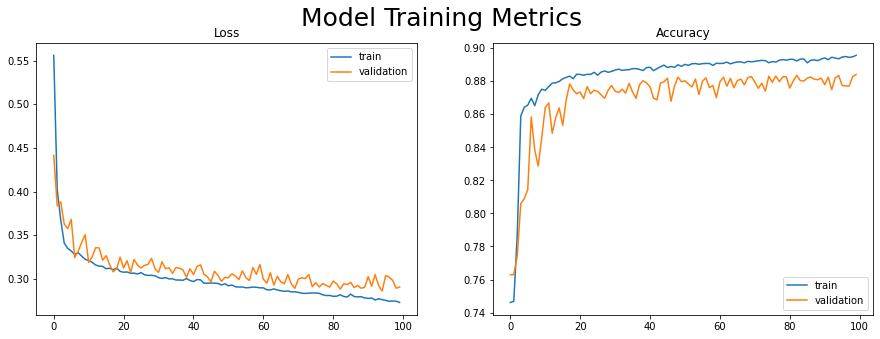 Model Training Metrics
Loss
train
validation
0.55
0.50
0.45
0.40
0.35
0.30
0 20 40 60 80 100
Accuracy
0.90
0.88
0.86
0.84
0.82
0.80
0.78
0.76
0.74
train
validation
0 20 40 60 80 100